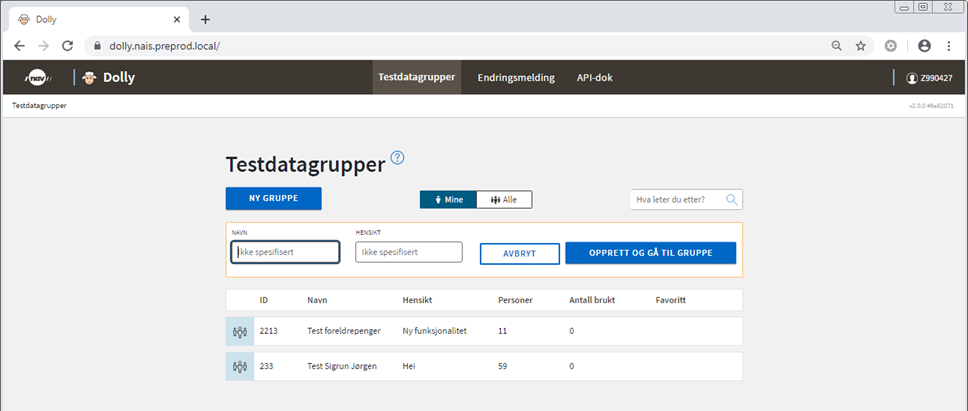 Dolly
dolly.nais.preprod.local/
NAV Dolly Testdatagrupper Endringsmelding API-dok Z990427
Testdatagrupper v2.0.0 #8a62071
Testdatagrupper ?
NY GRUPPE Mine Alle Hva leter du etter?
NAVN HENSIKT
Ikke spesifisert Ikke spesifisert AVBRYT OPPRETT OG GÅ TIL GRUPPE
ID Navn Hensikt Personer Antall brukt Favoritt
2213 Test foreldrepenger Ny funksjonalitet 11 0
233 Test Sigrun Jørgen Hei 59 0